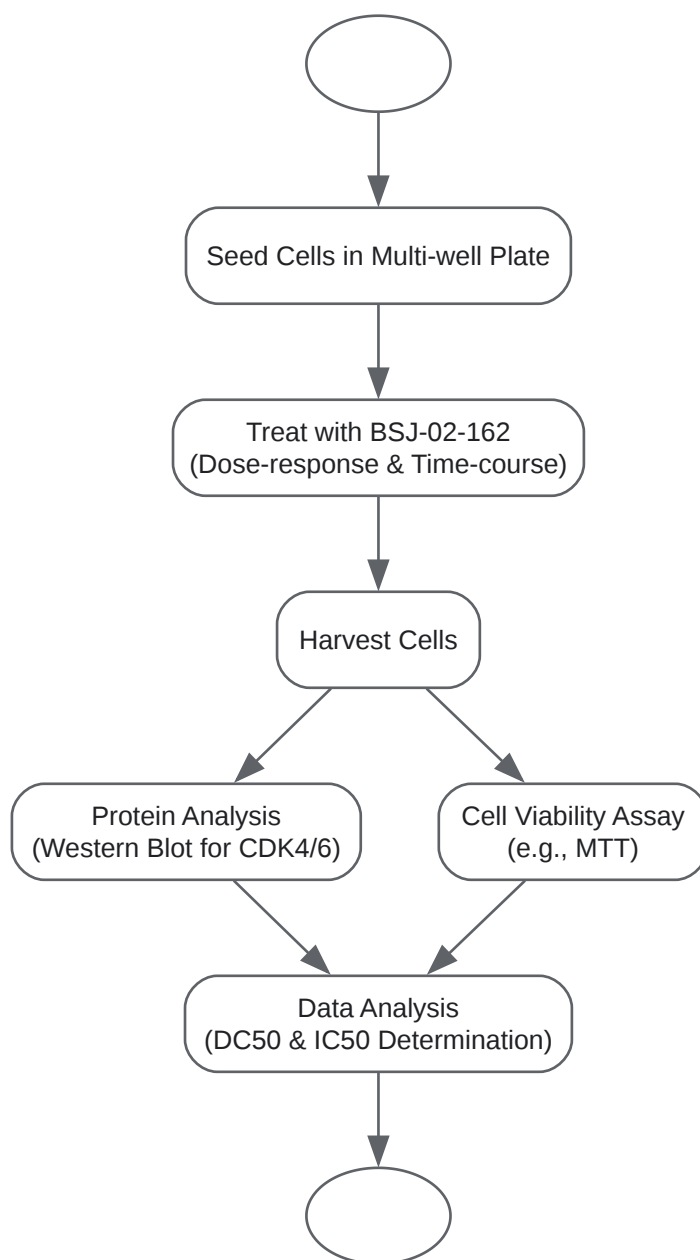 Seed Cells in Multi-well Plate
Treat with BSJ-02-162
(Dose-response & Time-course)
Harvest Cells
Protein Analysis
(Western Blot for CDK4/6)
Cell Viability Assay
(e.g., MTT)
Data Analysis
(DC50 & IC50 Determination)